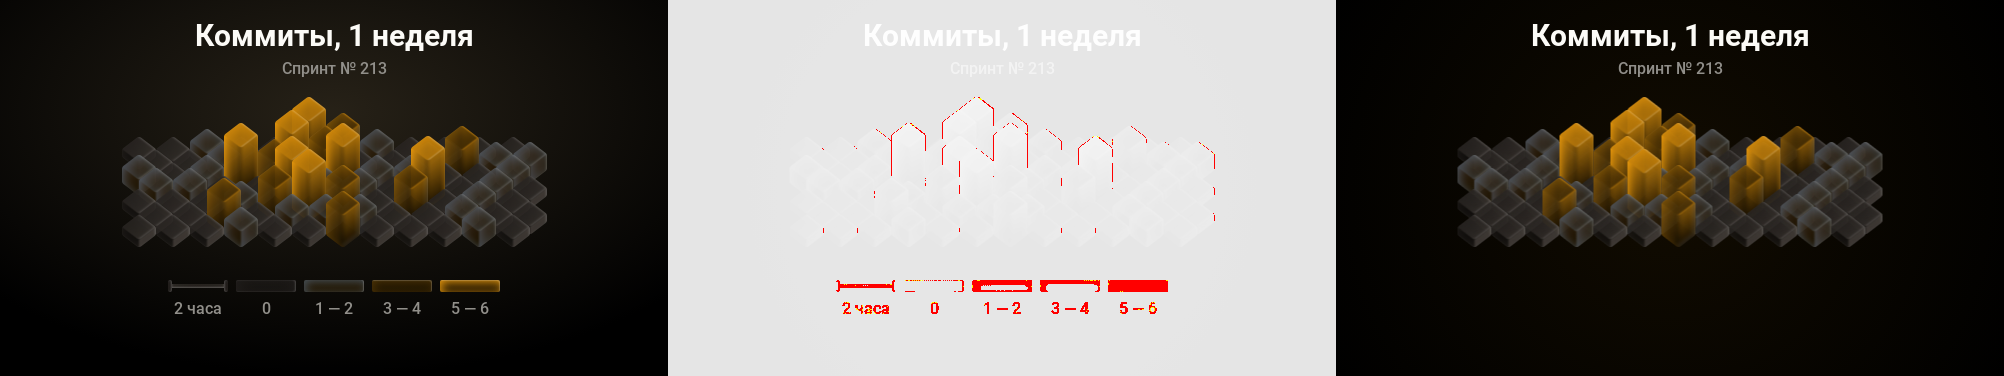 Коммиты, 1 неделя
Спринт № 213
2 часа 0 1 — 2 3 — 4 5 — 6
Коммиты, 1 неделя
Спринт № 213
2 часа 0 1 — 2 3 — 4 5 — 6
Коммиты, 1 неделя
Спринт № 213